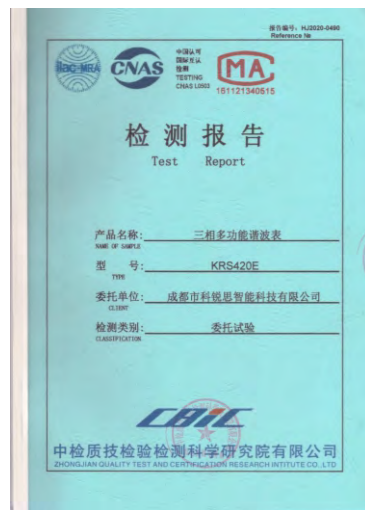 报告编号: HJ2020-0490
Reference №
ilac-MRA
CNAS
中国认可
国际互认
检测
TESTING
MA
161121340615
检测报告
Test Report
产品名称: 三相多功能谐波表
NAME OF SAMPLE
型 号: KRS420E
TYPE
委托单位: 成都市科锐思智能科技有限公司
CLIENT
检测类别: 委托试验
CLASSIFICATION
CQIC
中检质技检验检测科学研究院有限公司
ZHONGJIAN QUALITY TEST AND CERTIFICATION RESEARCH INTITUTE CO.,LTD